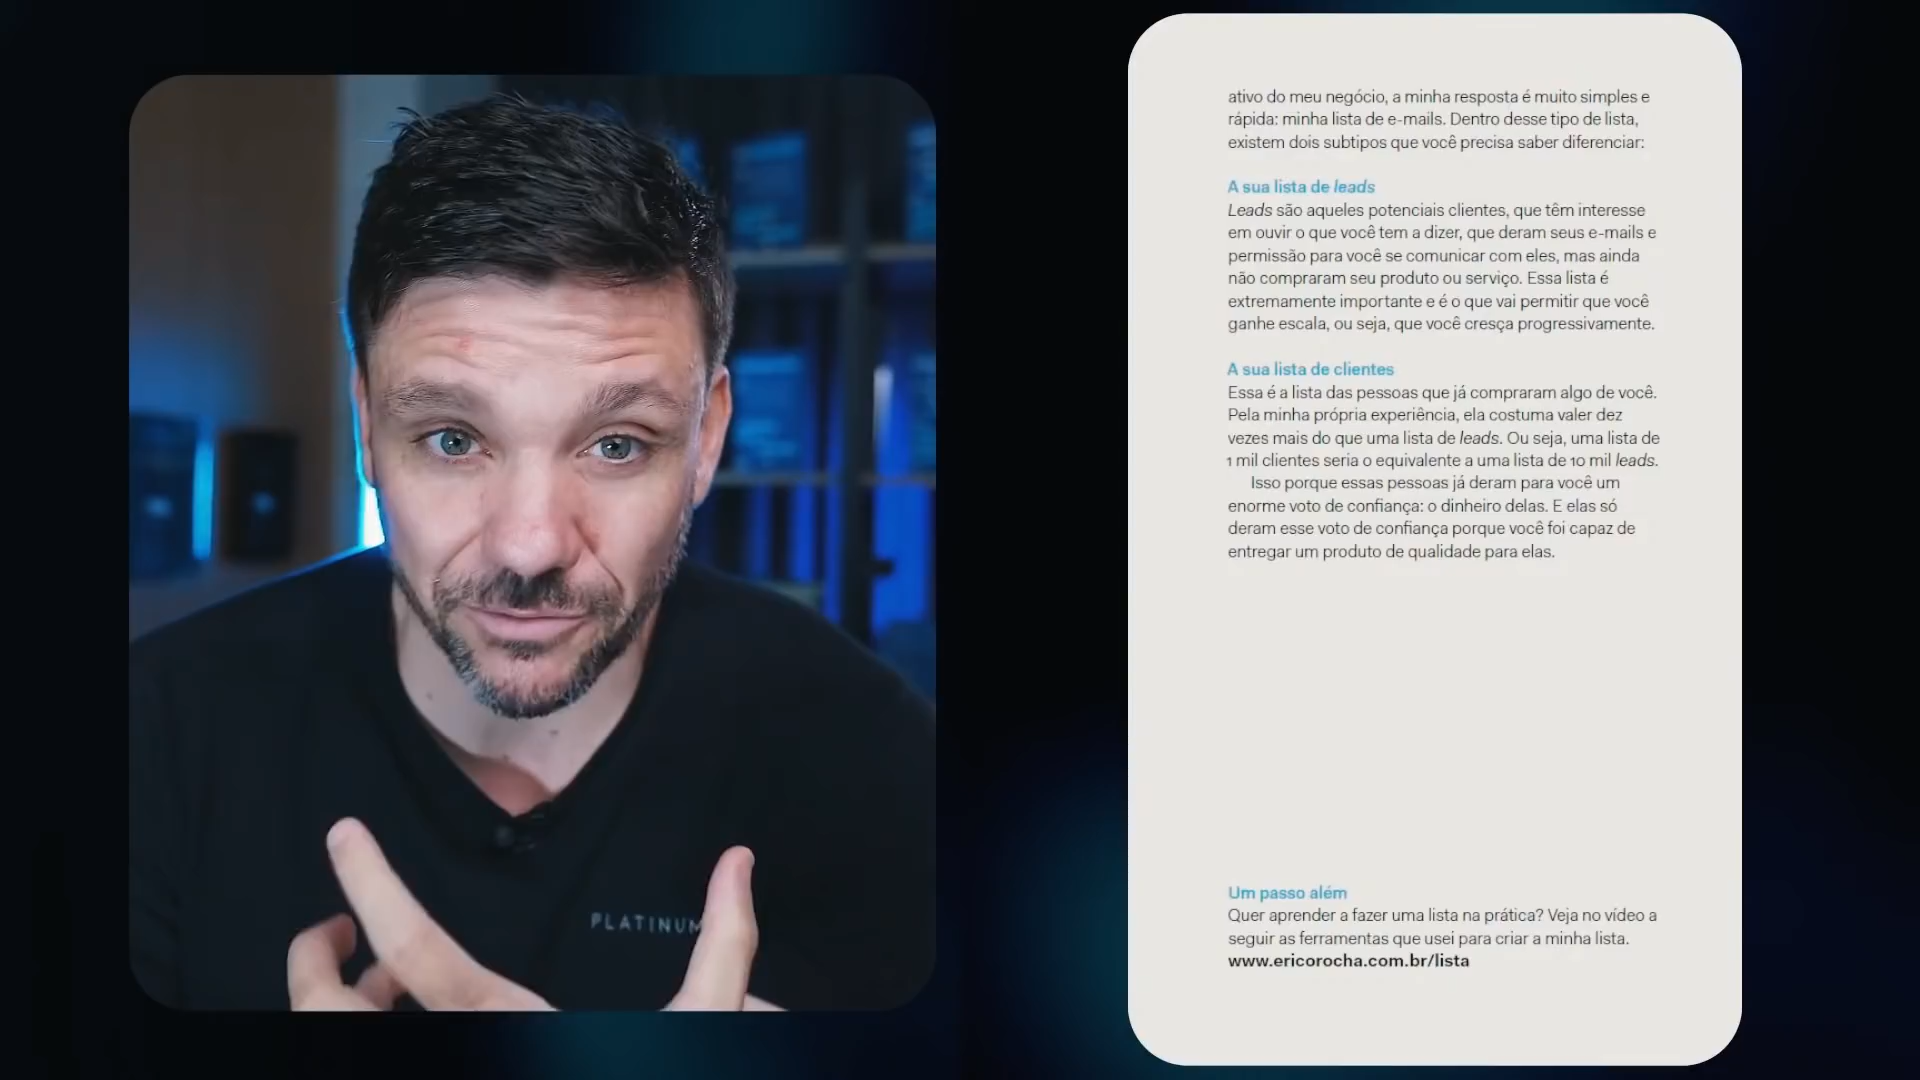 PLATINUM
ativo do meu negócio, a minha resposta é muito simples e
rápida: minha lista de e-mails. Dentro desse tipo de lista,
existem dois subtipos que você precisa saber diferenciar:
A sua lista de leads
Leads são aqueles potenciais clientes, que têm interesse
em ouvir o que você tem a dizer, que deram seus e-mails e
permissão para você se comunicar com eles, mas ainda
não compraram seu produto ou serviço. Essa lista é
extremamente importante e é o que vai permitir que você
ganhe escala, ou seja, que você cresça progressivamente.
A sua lista de clientes
Essa é a lista das pessoas que já compraram algo de você.
Pela minha própria experiência, ela costuma valer dez
vezes mais do que uma lista de leads. Ou seja, uma lista de
1 mil clientes seria o equivalente a uma lista de 10 mil leads.
Isso porque essas pessoas já deram para você um
enorme voto de confiança: o dinheiro delas. E elas só
deram esse voto de confiança porque você foi capaz de
entregar um produto de qualidade para elas.
Um passo além
Quer aprender a fazer uma lista na prática? Veja no vídeo a
seguir as ferramentas que usei para criar a minha lista.
www.ericorocha.com.br/lista